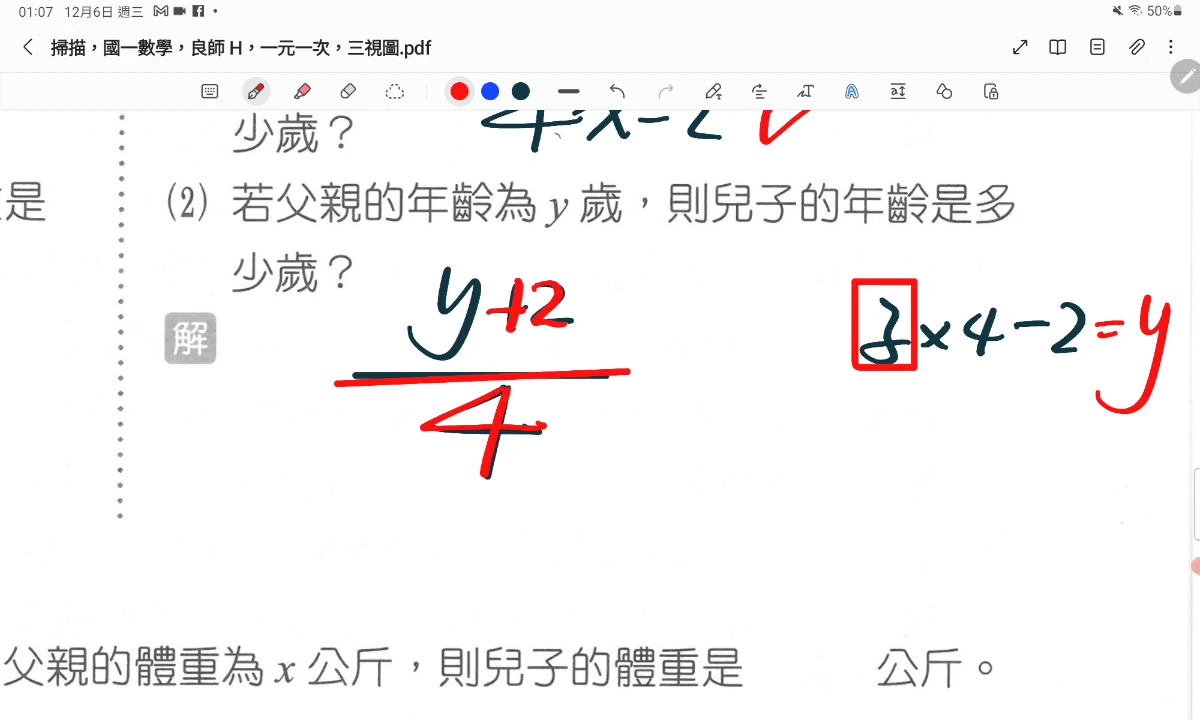 01:07 12月6日 週三 50%
掃描，國一數學，良師 H，一元一次，三視圖.pdf
少歲？ 4x-2
是
(2) 若父親的年齡為 y 歲，則兒子的年齡是多
少歲？
解
y+2
4
子×4-2=y
父親的體重為 x 公斤，則兒子的體重是 公斤。